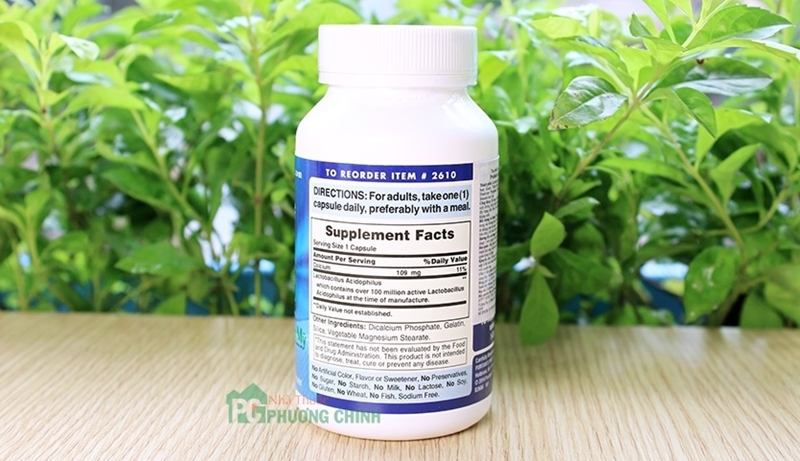 TO REORDER ITEM # 2610
DIRECTIONS: For adults, take one (1)
capsule daily, preferably with a meal.
Supplement Facts
Serving Size 1 Capsule
Amount Per Serving %Daily Value
Calcium 109 mg 11%
Lactobacillus Acidophilus
which contains over 100 million active Lactobacillus
Acidophilus at the time of manufacture.
*Daily Value not established.
Other Ingredients: Dicalcium Phosphate, Gelatin,
Silica, Vegetable Magnesium Stearate.
*This statement has not been evaluated by the Food
and Drug Administration. This product is not intended
to diagnose, treat, cure or prevent any disease.
No Artificial Color, Flavor or Sweetener, No Preservatives,
No Sugar, No Starch, No Milk, No Lactose, No Soy,
No Gluten, No Wheat, No Fish. Sodium Free.
PG Nhà Thuốc
PHƯƠNG CHINH